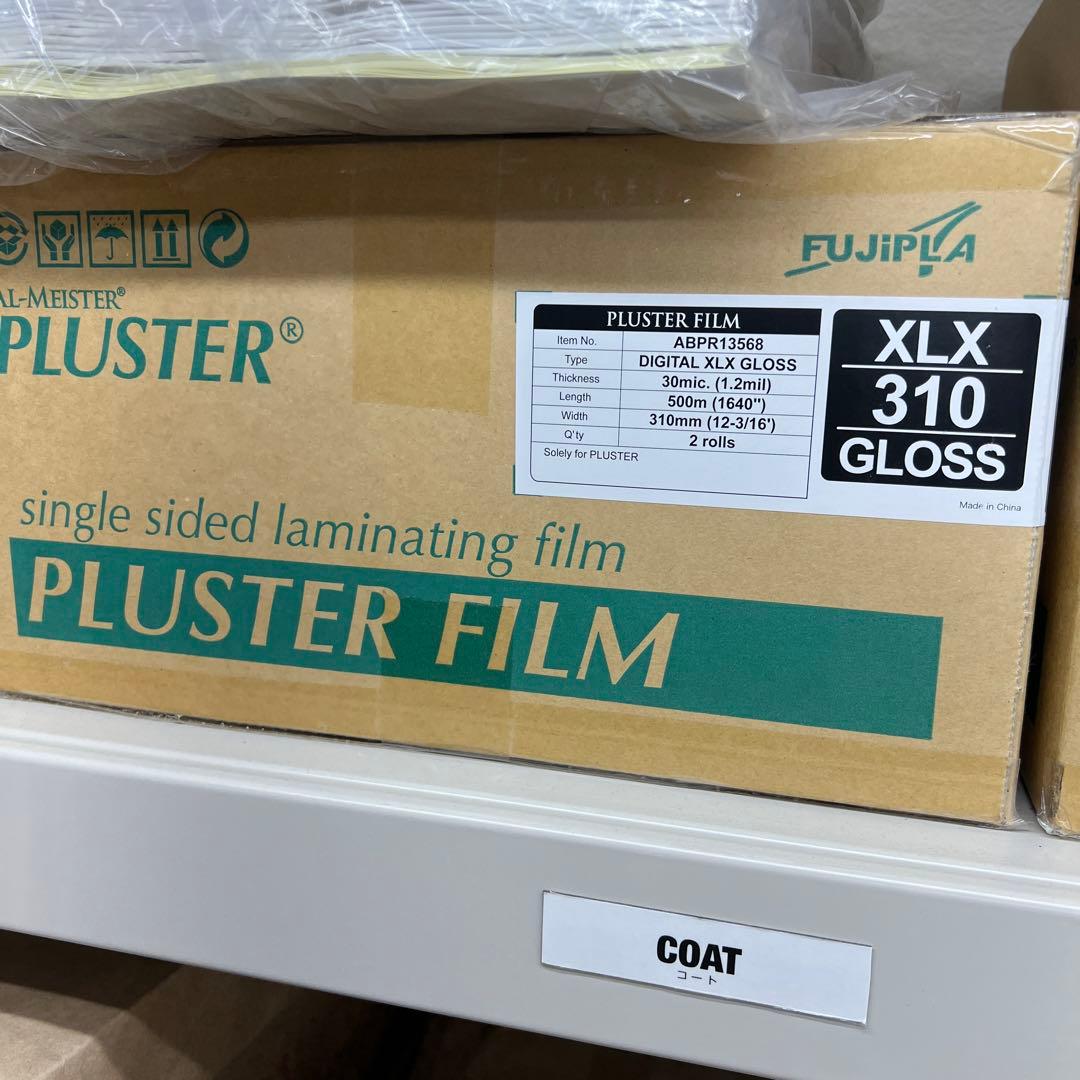 FUJiPLA
AL-MEISTER®
PLUSTER®
PLUSTER FILM
Item No. ABPR13568
Type DIGITAL XLX GLOSS
Thickness 30mic. (1.2mil)
Length 500m (1640")
Width 310mm (12-3/16')
Q'ty 2 rolls
Solely for PLUSTER
XLX
310
GLOSS
Made in China
single sided laminating film
PLUSTER FILM
COAT
コート